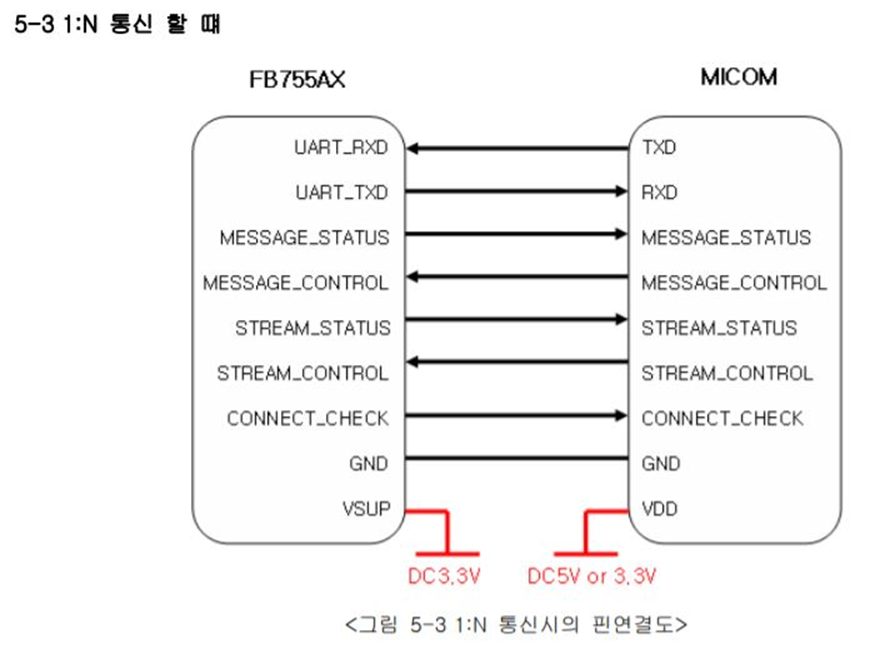 5-3 1:N 통신 할 떄
FB755AX
MICOM
UART_RXD
TXD
UART_TXD
RXD
MESSAGE_STATUS
MESSAGE_STATUS
MESSAGE_CONTROL
MESSAGE_CONTROL
STREAM_STATUS
STREAM_STATUS
STREAM_CONTROL
STREAM_CONTROL
CONNECT_CHECK
CONNECT_CHECK
GND
GND
VSUP
VDD
DC3.3V
DC5V or 3.3V
<그림 5-3 1:N 통신시의 핀연결도>